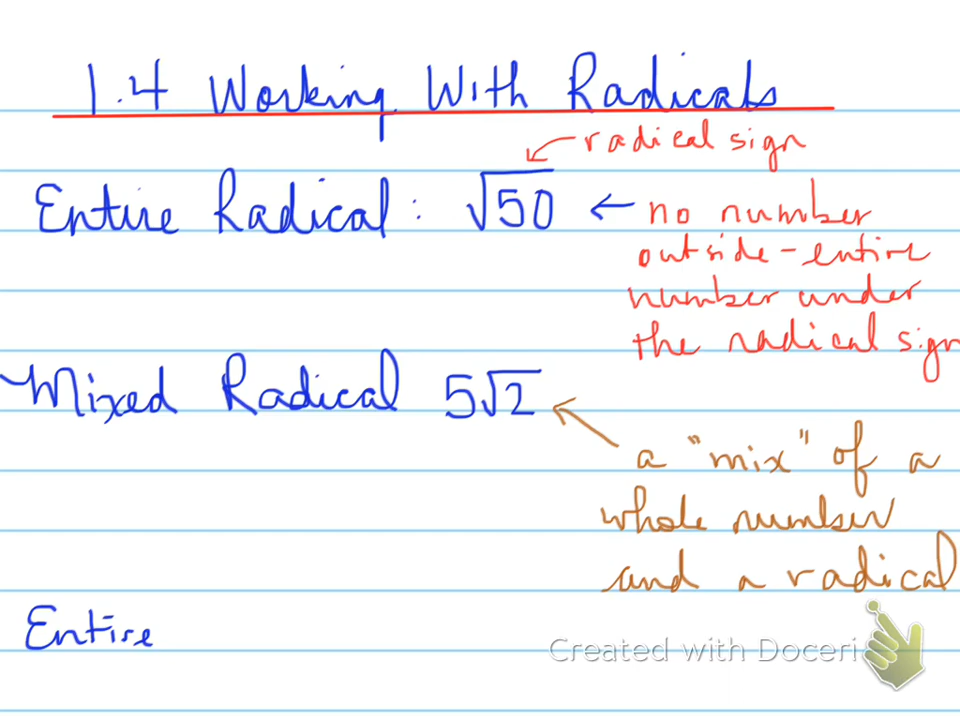 1.4 Working With Radicals
radical sign
Entire Radical: √50 ← no number
outside - entire
number under
the radical sign
Mixed Radical 5√2
a "mix" of a
whole number
and a radical
Entire
Created with Doceri